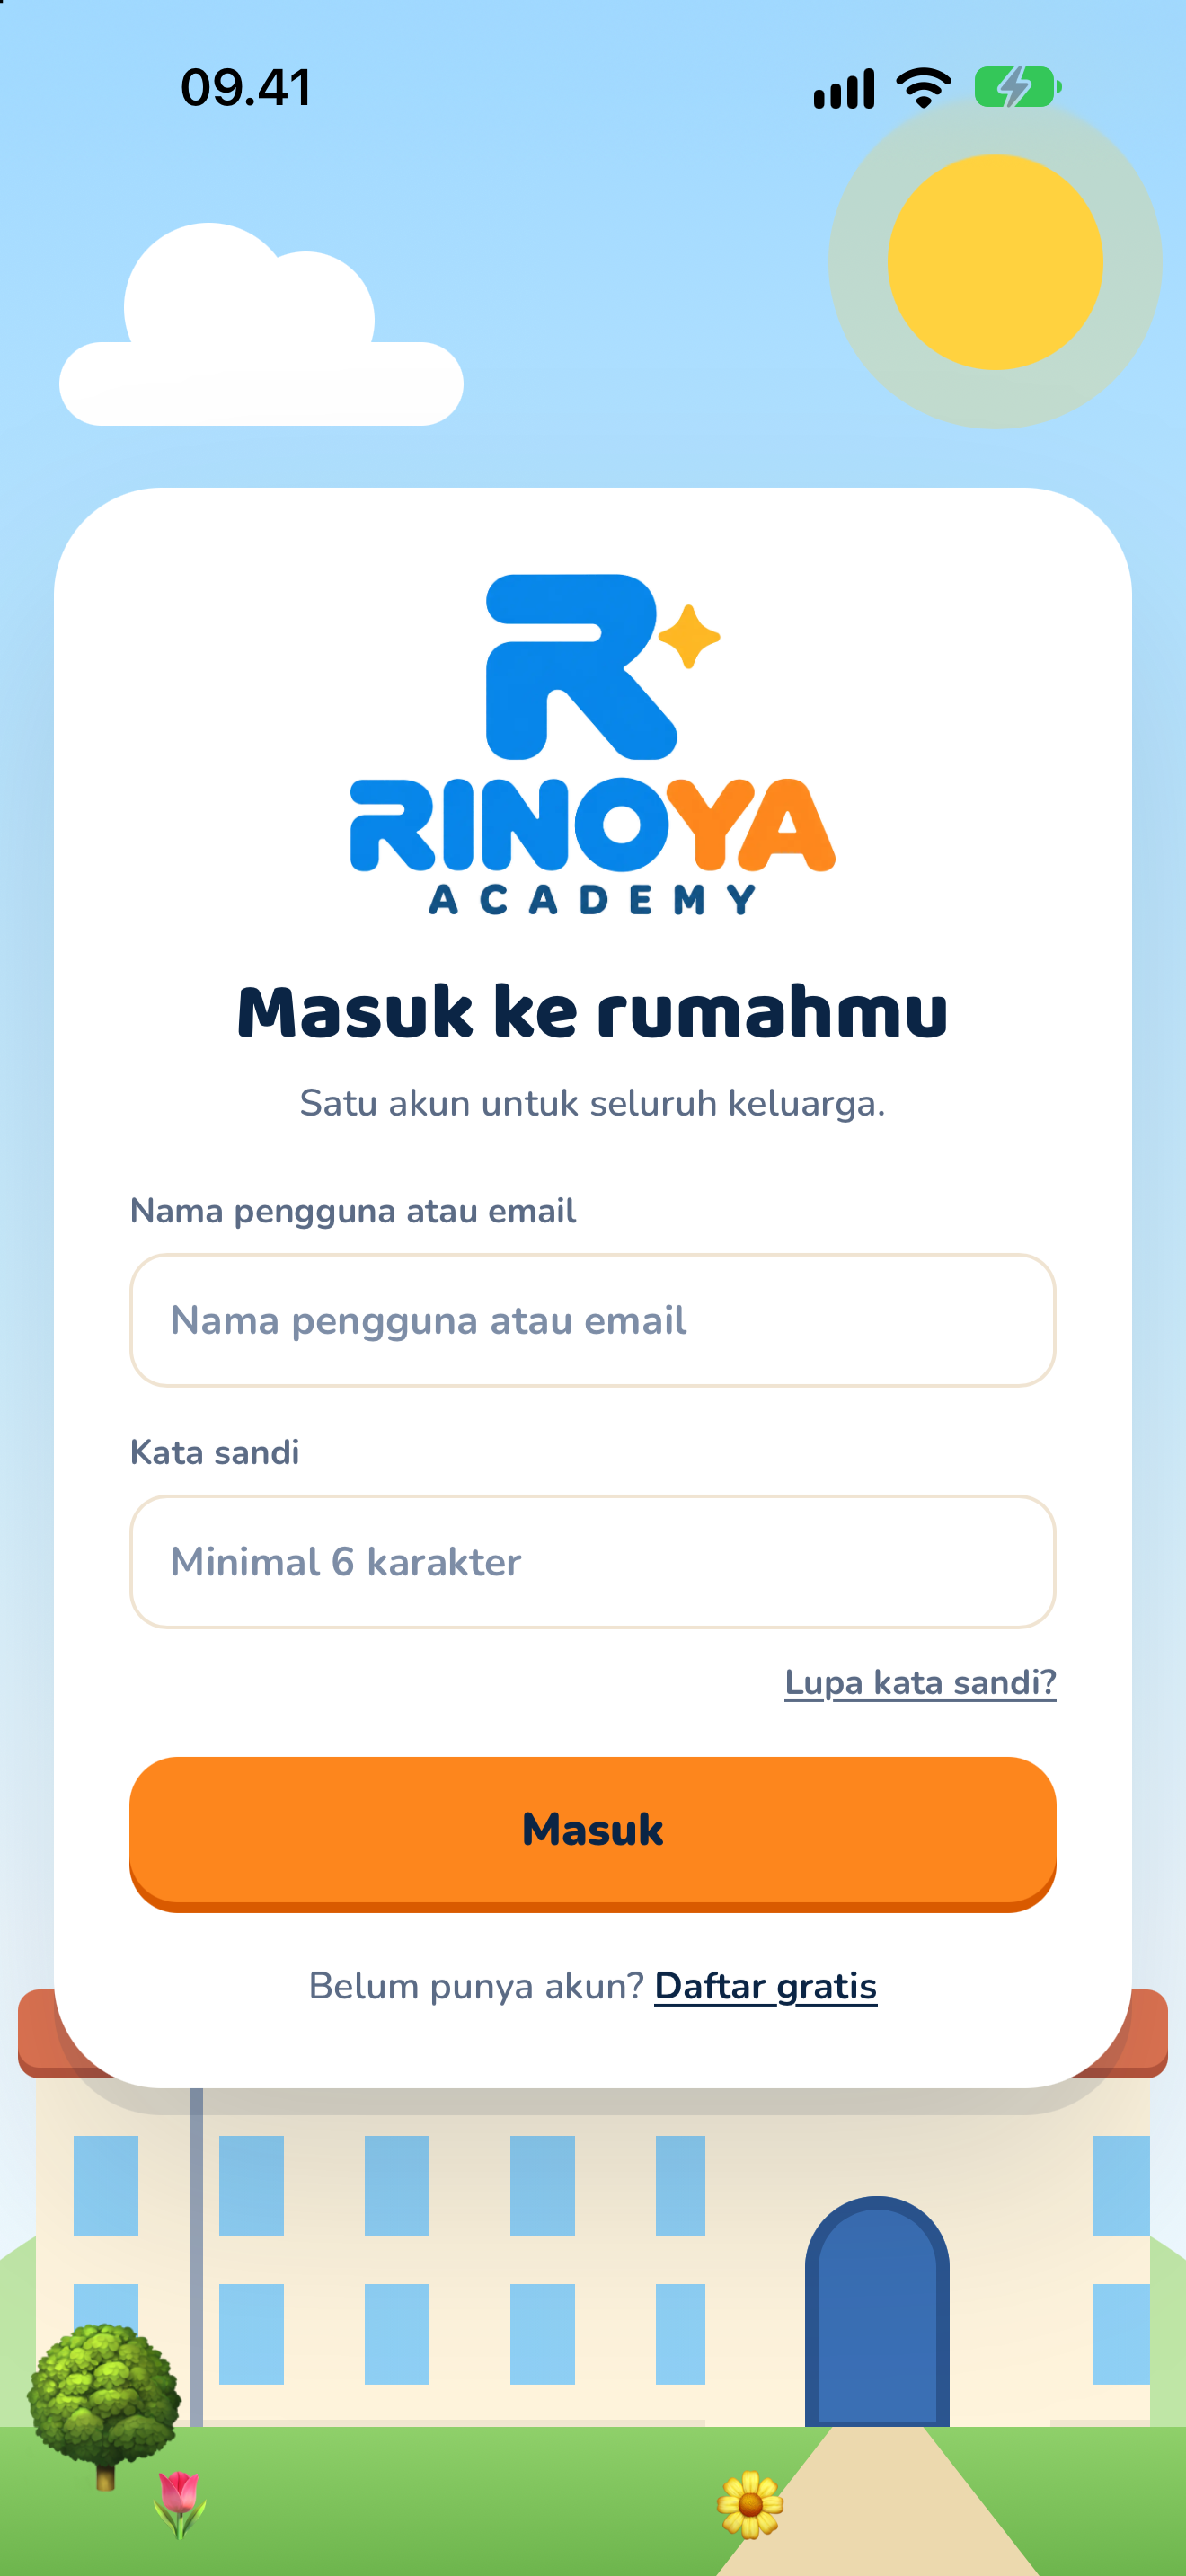 09.41
R
RINOYA
ACADEMY
Masuk ke rumahmu
Satu akun untuk seluruh keluarga.
Nama pengguna atau email
Nama pengguna atau email
Kata sandi
Minimal 6 karakter
Lupa kata sandi?
Masuk
Belum punya akun? Daftar gratis